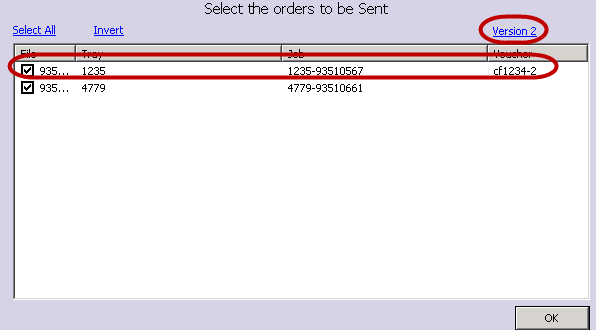 Select the orders to be Sent
Select All Invert Version 2
File Tray Job Voucher
935... 1235 1235-93510567 cf1234-2
935... 4779 4779-93510661
OK